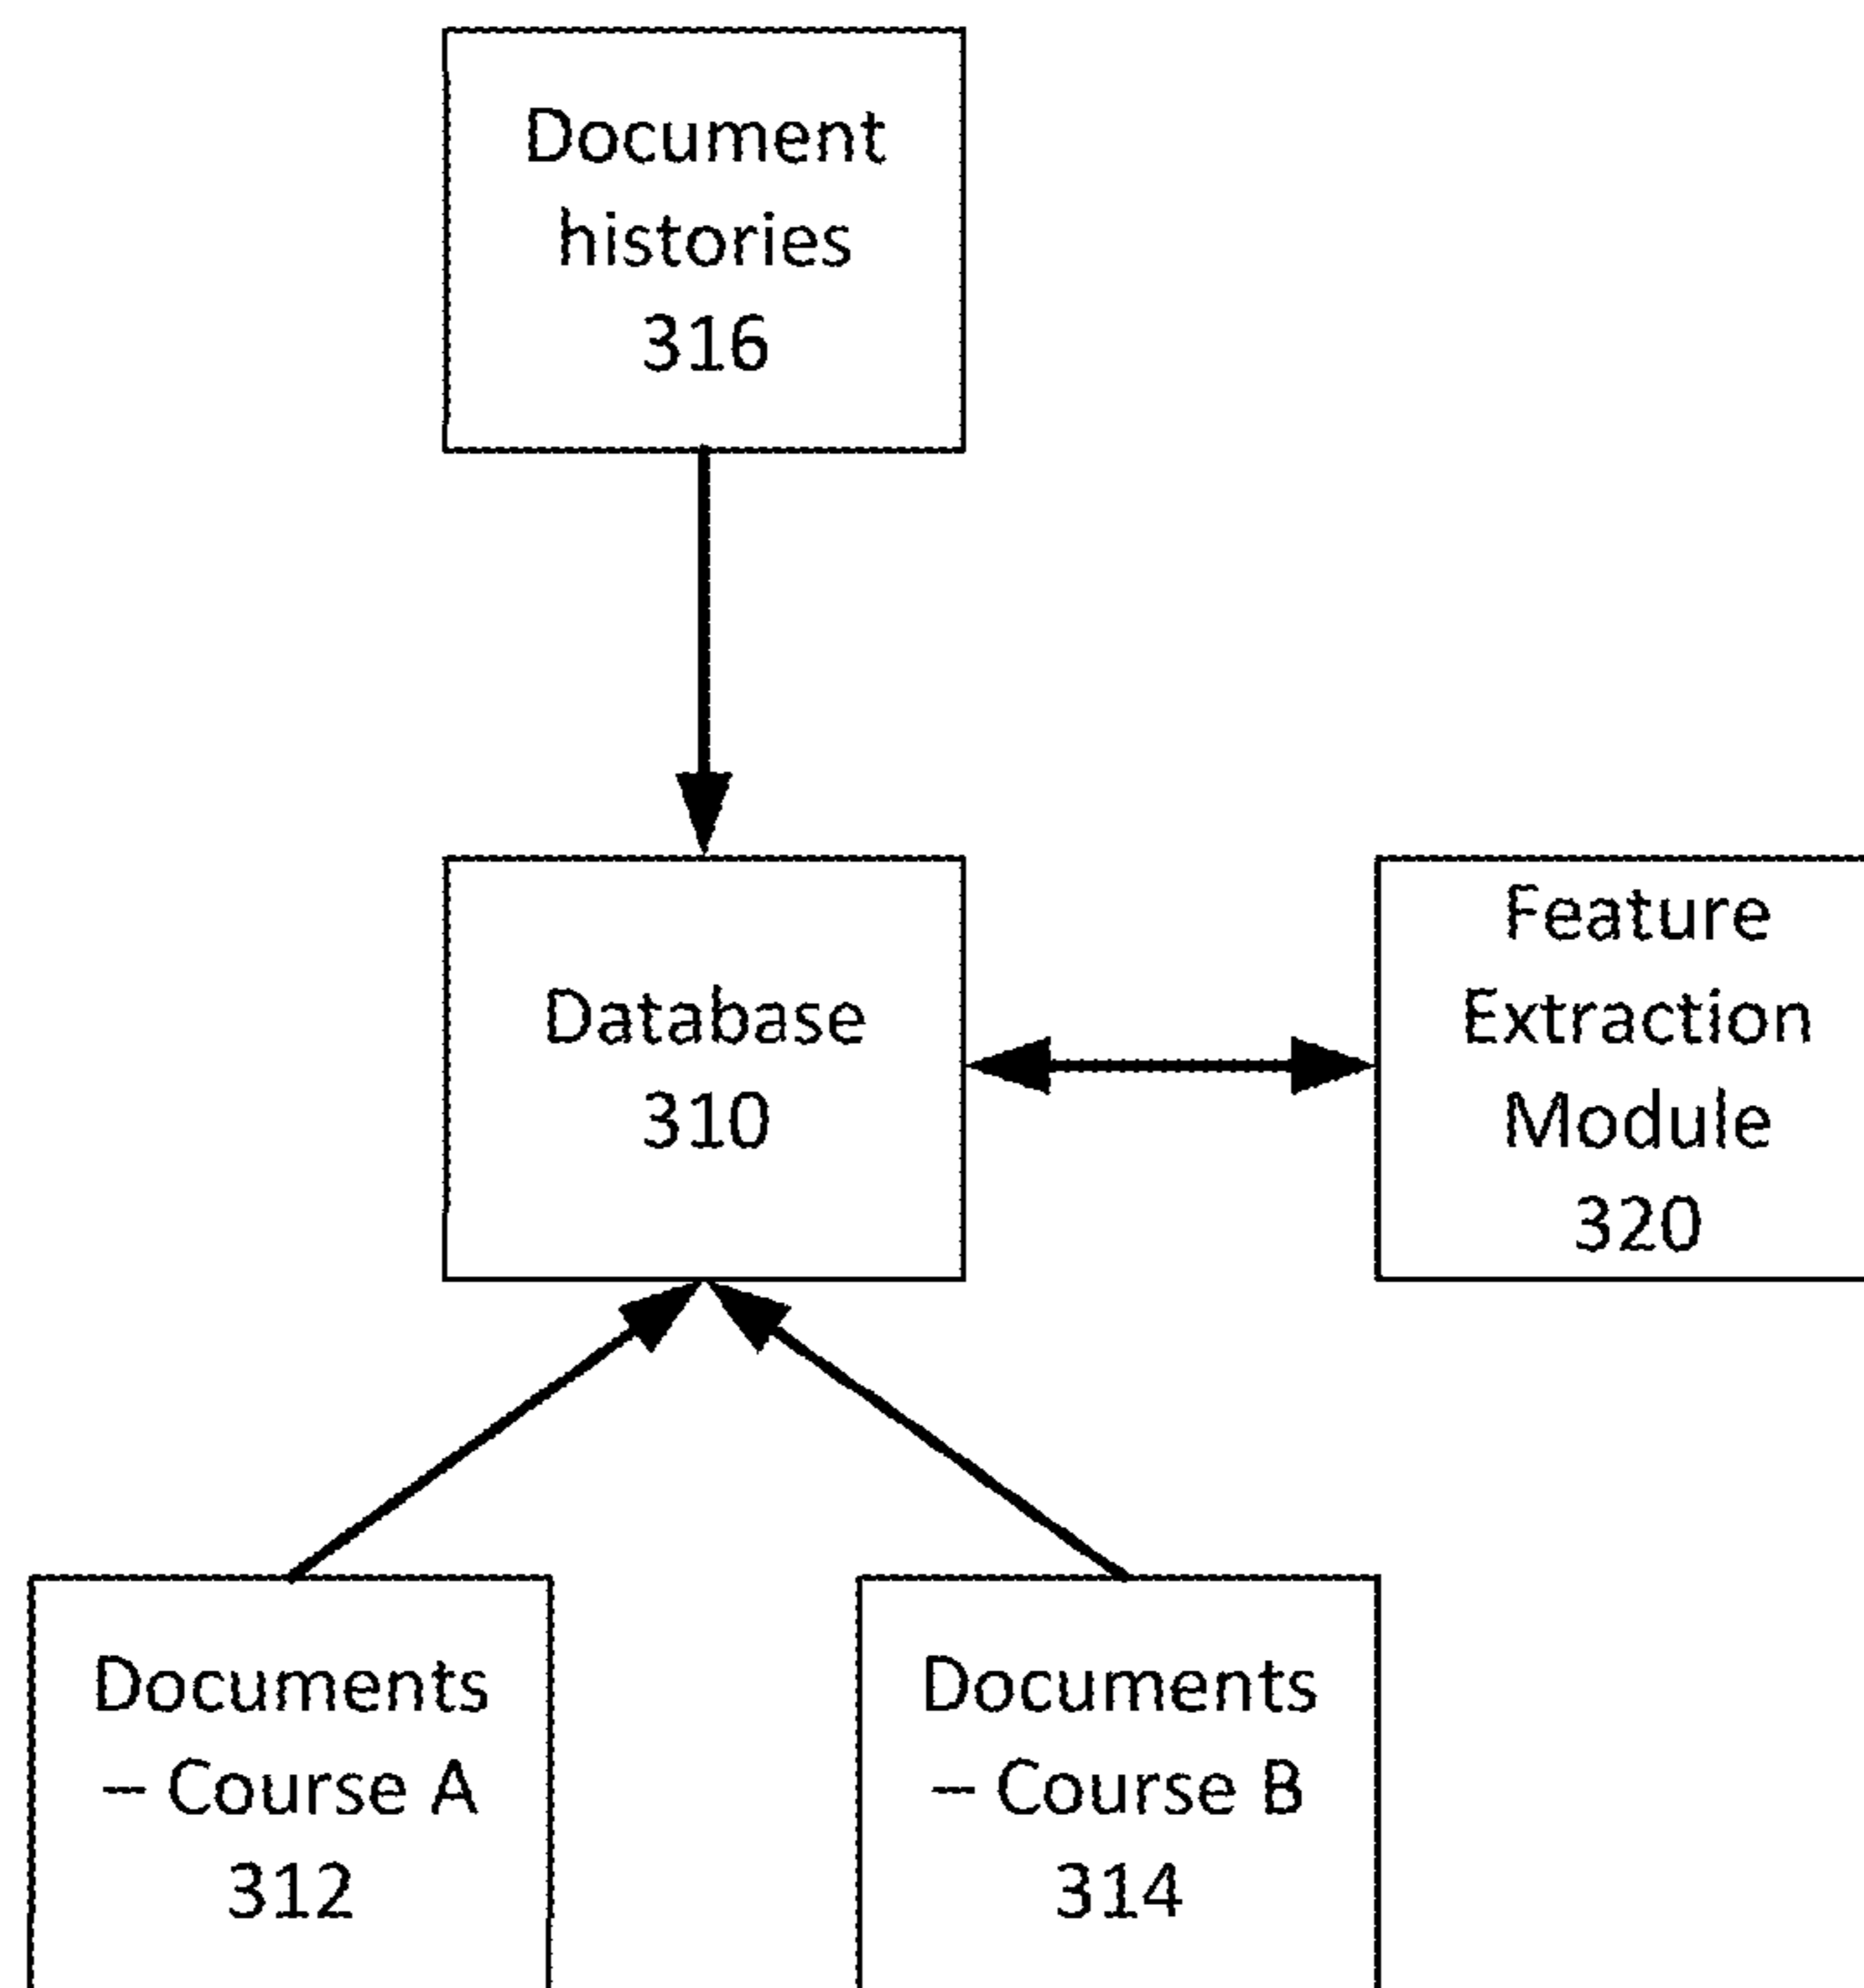 Document
histories
316
Database
310
Feature
Extraction
Module
320
Documents
– Course A
312
Documents
– Course B
314